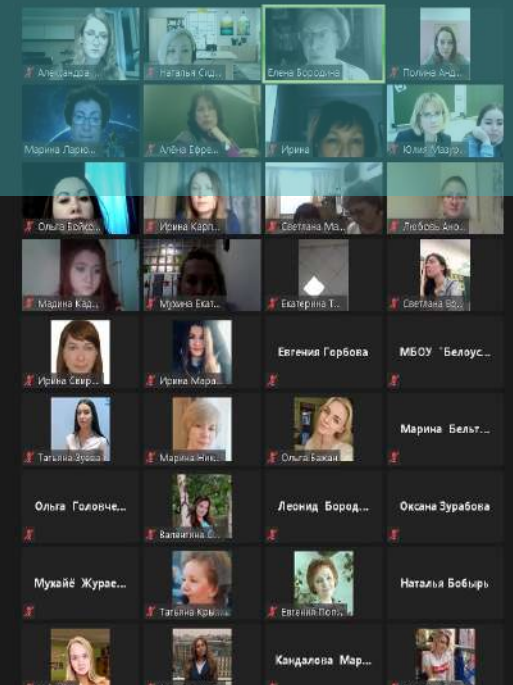 Александра ...
Наталья Сид...
Елена Бородина
Полина Анд...
Марина Ларю...
Алёна Ефре...
Ирина
Юлия Мазур...
Ольга Бойко...
Ирина Карп...
Светлана Ма...
Любовь Ано...
Мадина Кад...
Мухина Екат...
Екатерина Т...
Светлана Во...
Ирина Свир...
Ирина Мара...
Евгения Горбова
МБОУ "Белоус...
Татьяна Зуева
Марина Ник...
Ольга Бажан
Марина Бельт...
Ольга Головче...
Валентина С...
Леонид Бород...
Оксана Зурабова
Мухайё Журае...
Татьяна Кры...
Евгения Поп...
Наталья Бобырь
Кандалова Мар...